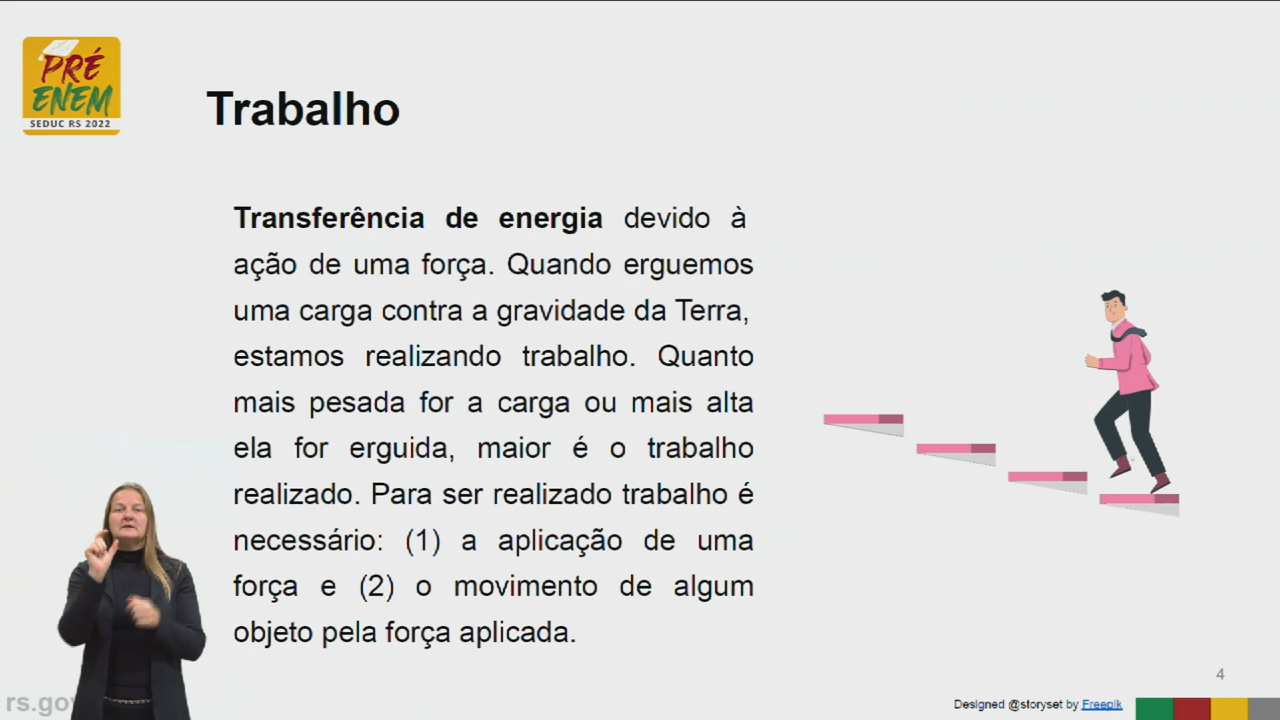 PRÉ
ENEM
SEDUC RS 2022
Trabalho
Transferência de energia devido à
ação de uma força. Quando erguemos
uma carga contra a gravidade da Terra,
estamos realizando trabalho. Quanto
mais pesada for a carga ou mais alta
ela for erguida, maior é o trabalho
realizado. Para ser realizado trabalho é
necessário: (1) a aplicação de uma
força e (2) o movimento de algum
objeto pela força aplicada.
4
rs.gov
Designed @storyset by Freepik